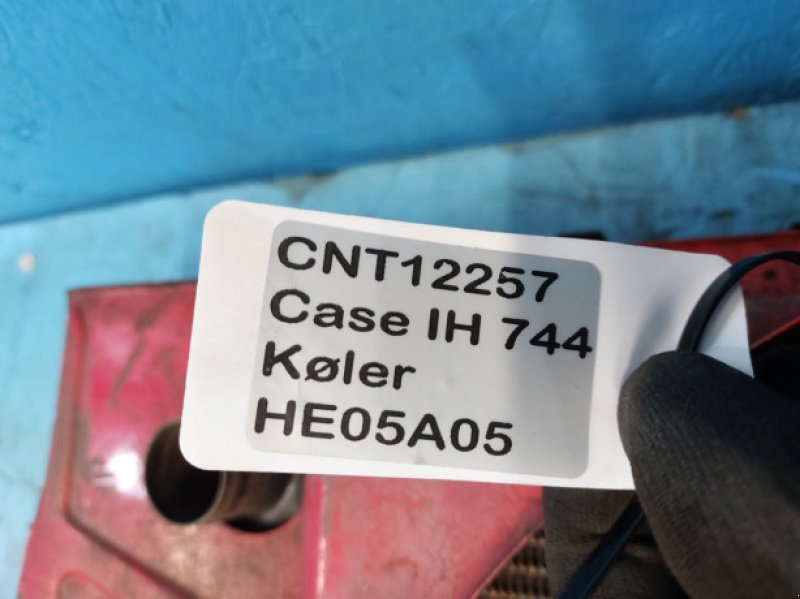 CNT12257
Case IH 744
Køler
HE05A05